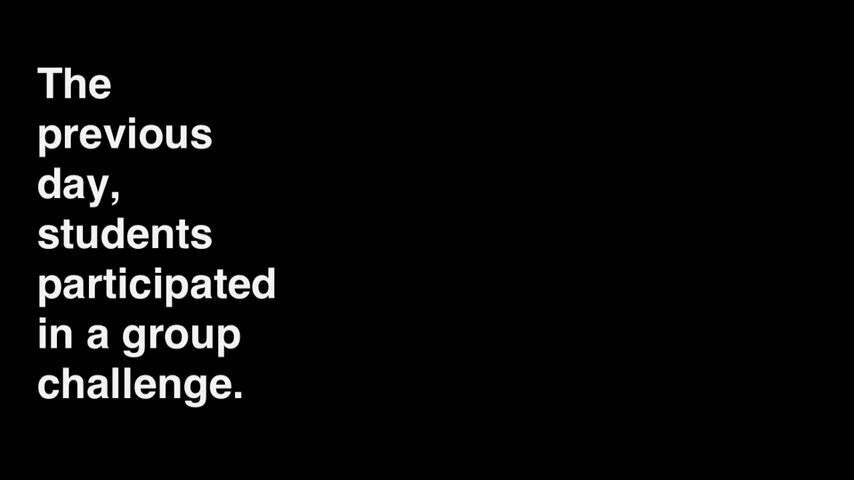 The
previous
day,
students
participated
in a group
challenge.